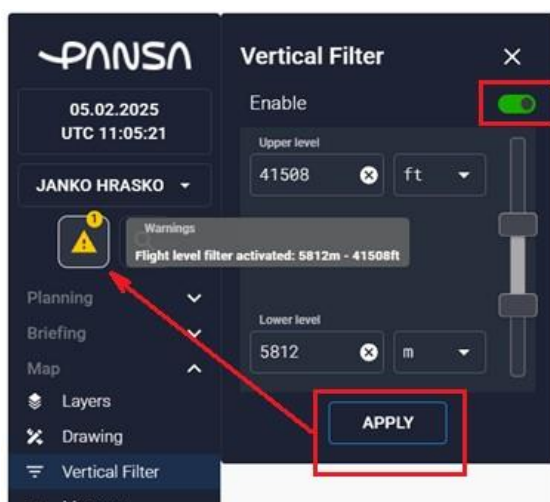 PANSA
05.02.2025
UTC 11:05:21
JANKO HRASKO
1
Warnings
Flight level filter activated: 5812m - 41508ft
Planning
Briefing
Map
Layers
Drawing
Vertical Filter
Vertical Filter
Enable
Upper level
41508
ft
Lower level
5812
m
APPLY